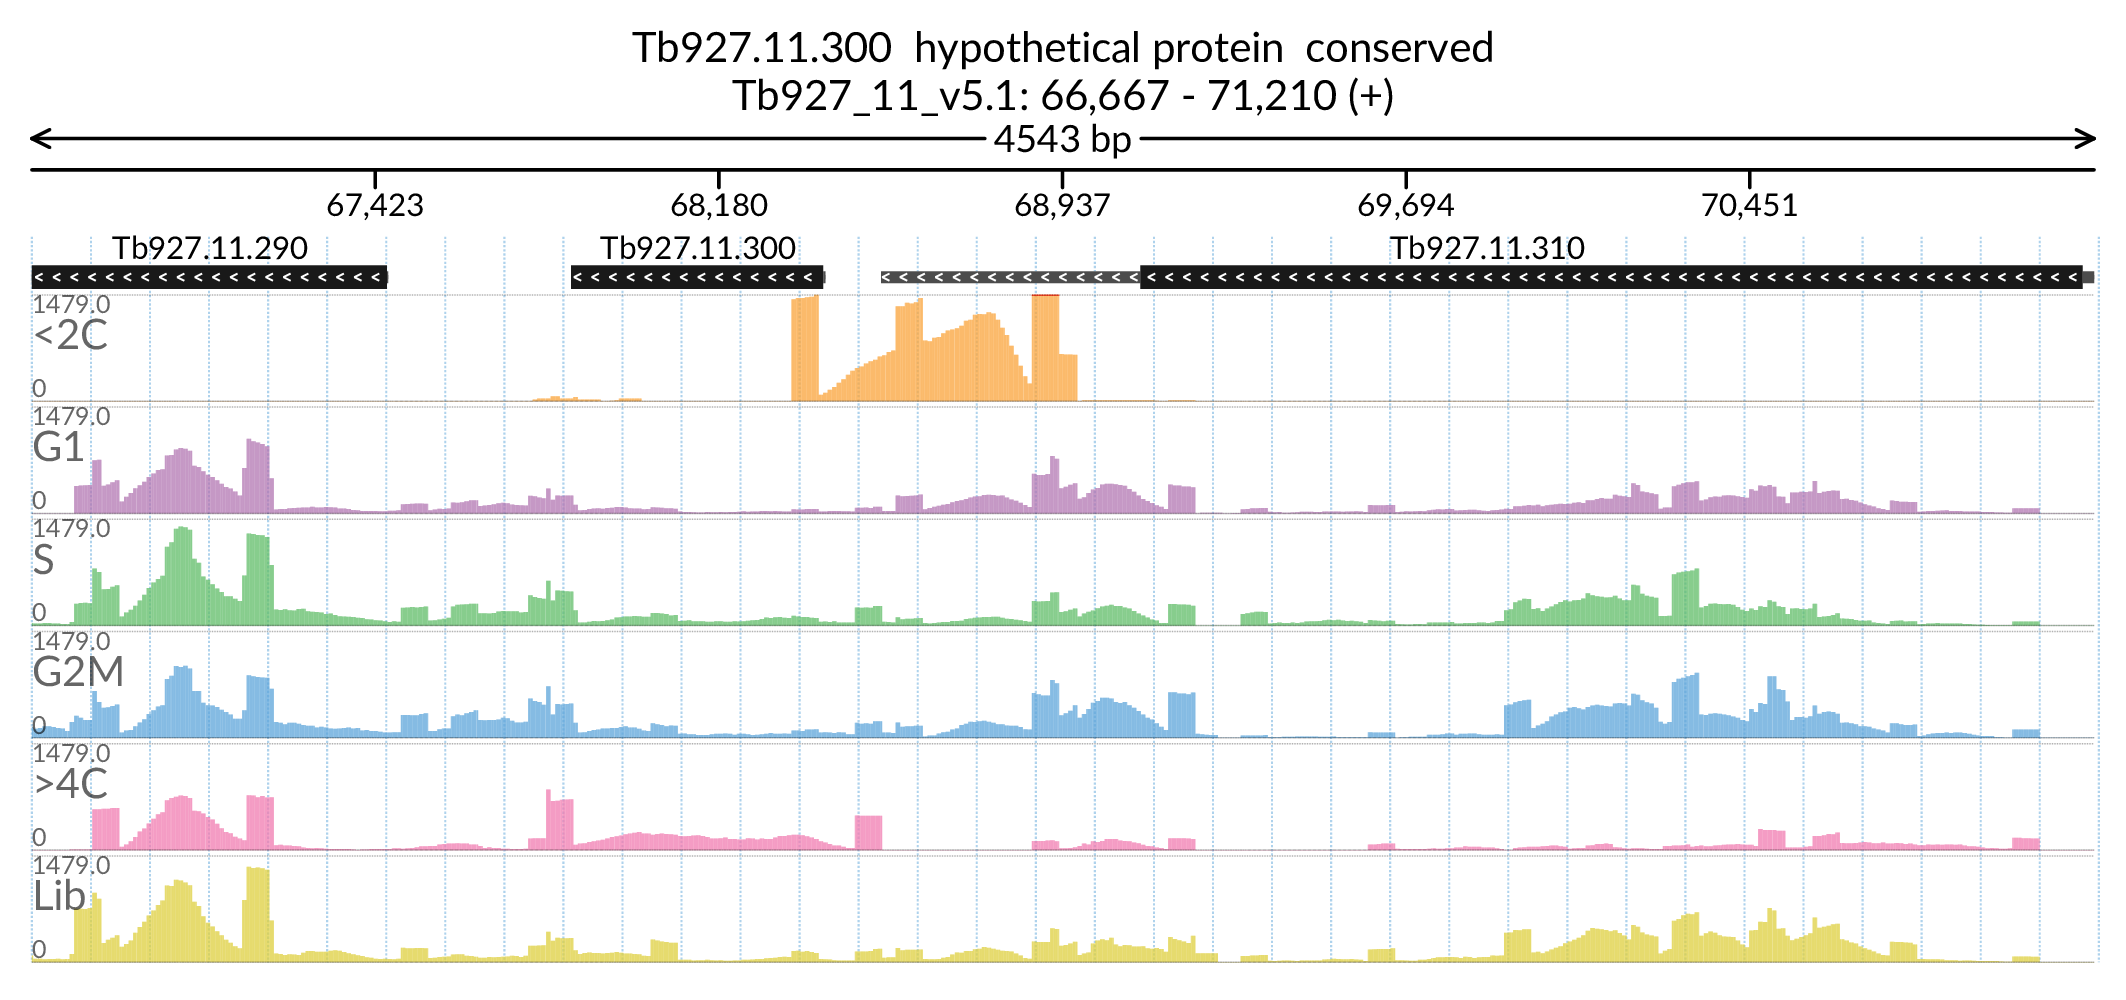 Tb927.11.300  hypothetical protein  conserved
Tb927_11_v5.1: 66,667 - 71,210 (+)
4543 bp
67,423 68,180 68,937 69,694 70,451
Tb927.11.290 Tb927.11.300 Tb927.11.310
1479.0
<2C
0
1479.0
G1
0
1479.0
S
0
1479.0
G2M
0
1479.0
>4C
0
1479.0
Lib
0